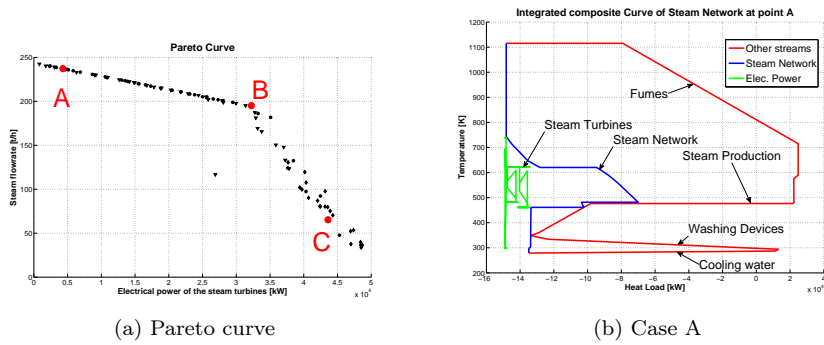 Pareto Curve
Steam flowrate [t/h]
250
200
150
100
50
0
A
B
C
0
0.5
1
1.5
2
2.5
3
3.5
4
4.5
5
x 10⁴
Electrical power of the steam turbines [kW]
(a) Pareto curve
Integrated composite Curve of Steam Network at point A
Temperature [K]
1200
1100
1000
900
800
700
600
500
400
300
200
Other streams
Steam Network
Elec. Power
Fumes
Steam Turbines
Steam Network
Steam Production
Washing Devices
Cooling water
−16
−14
−12
−10
−8
−6
−4
−2
0
2
4
x 10⁴
Heat Load [kW]
(b) Case A